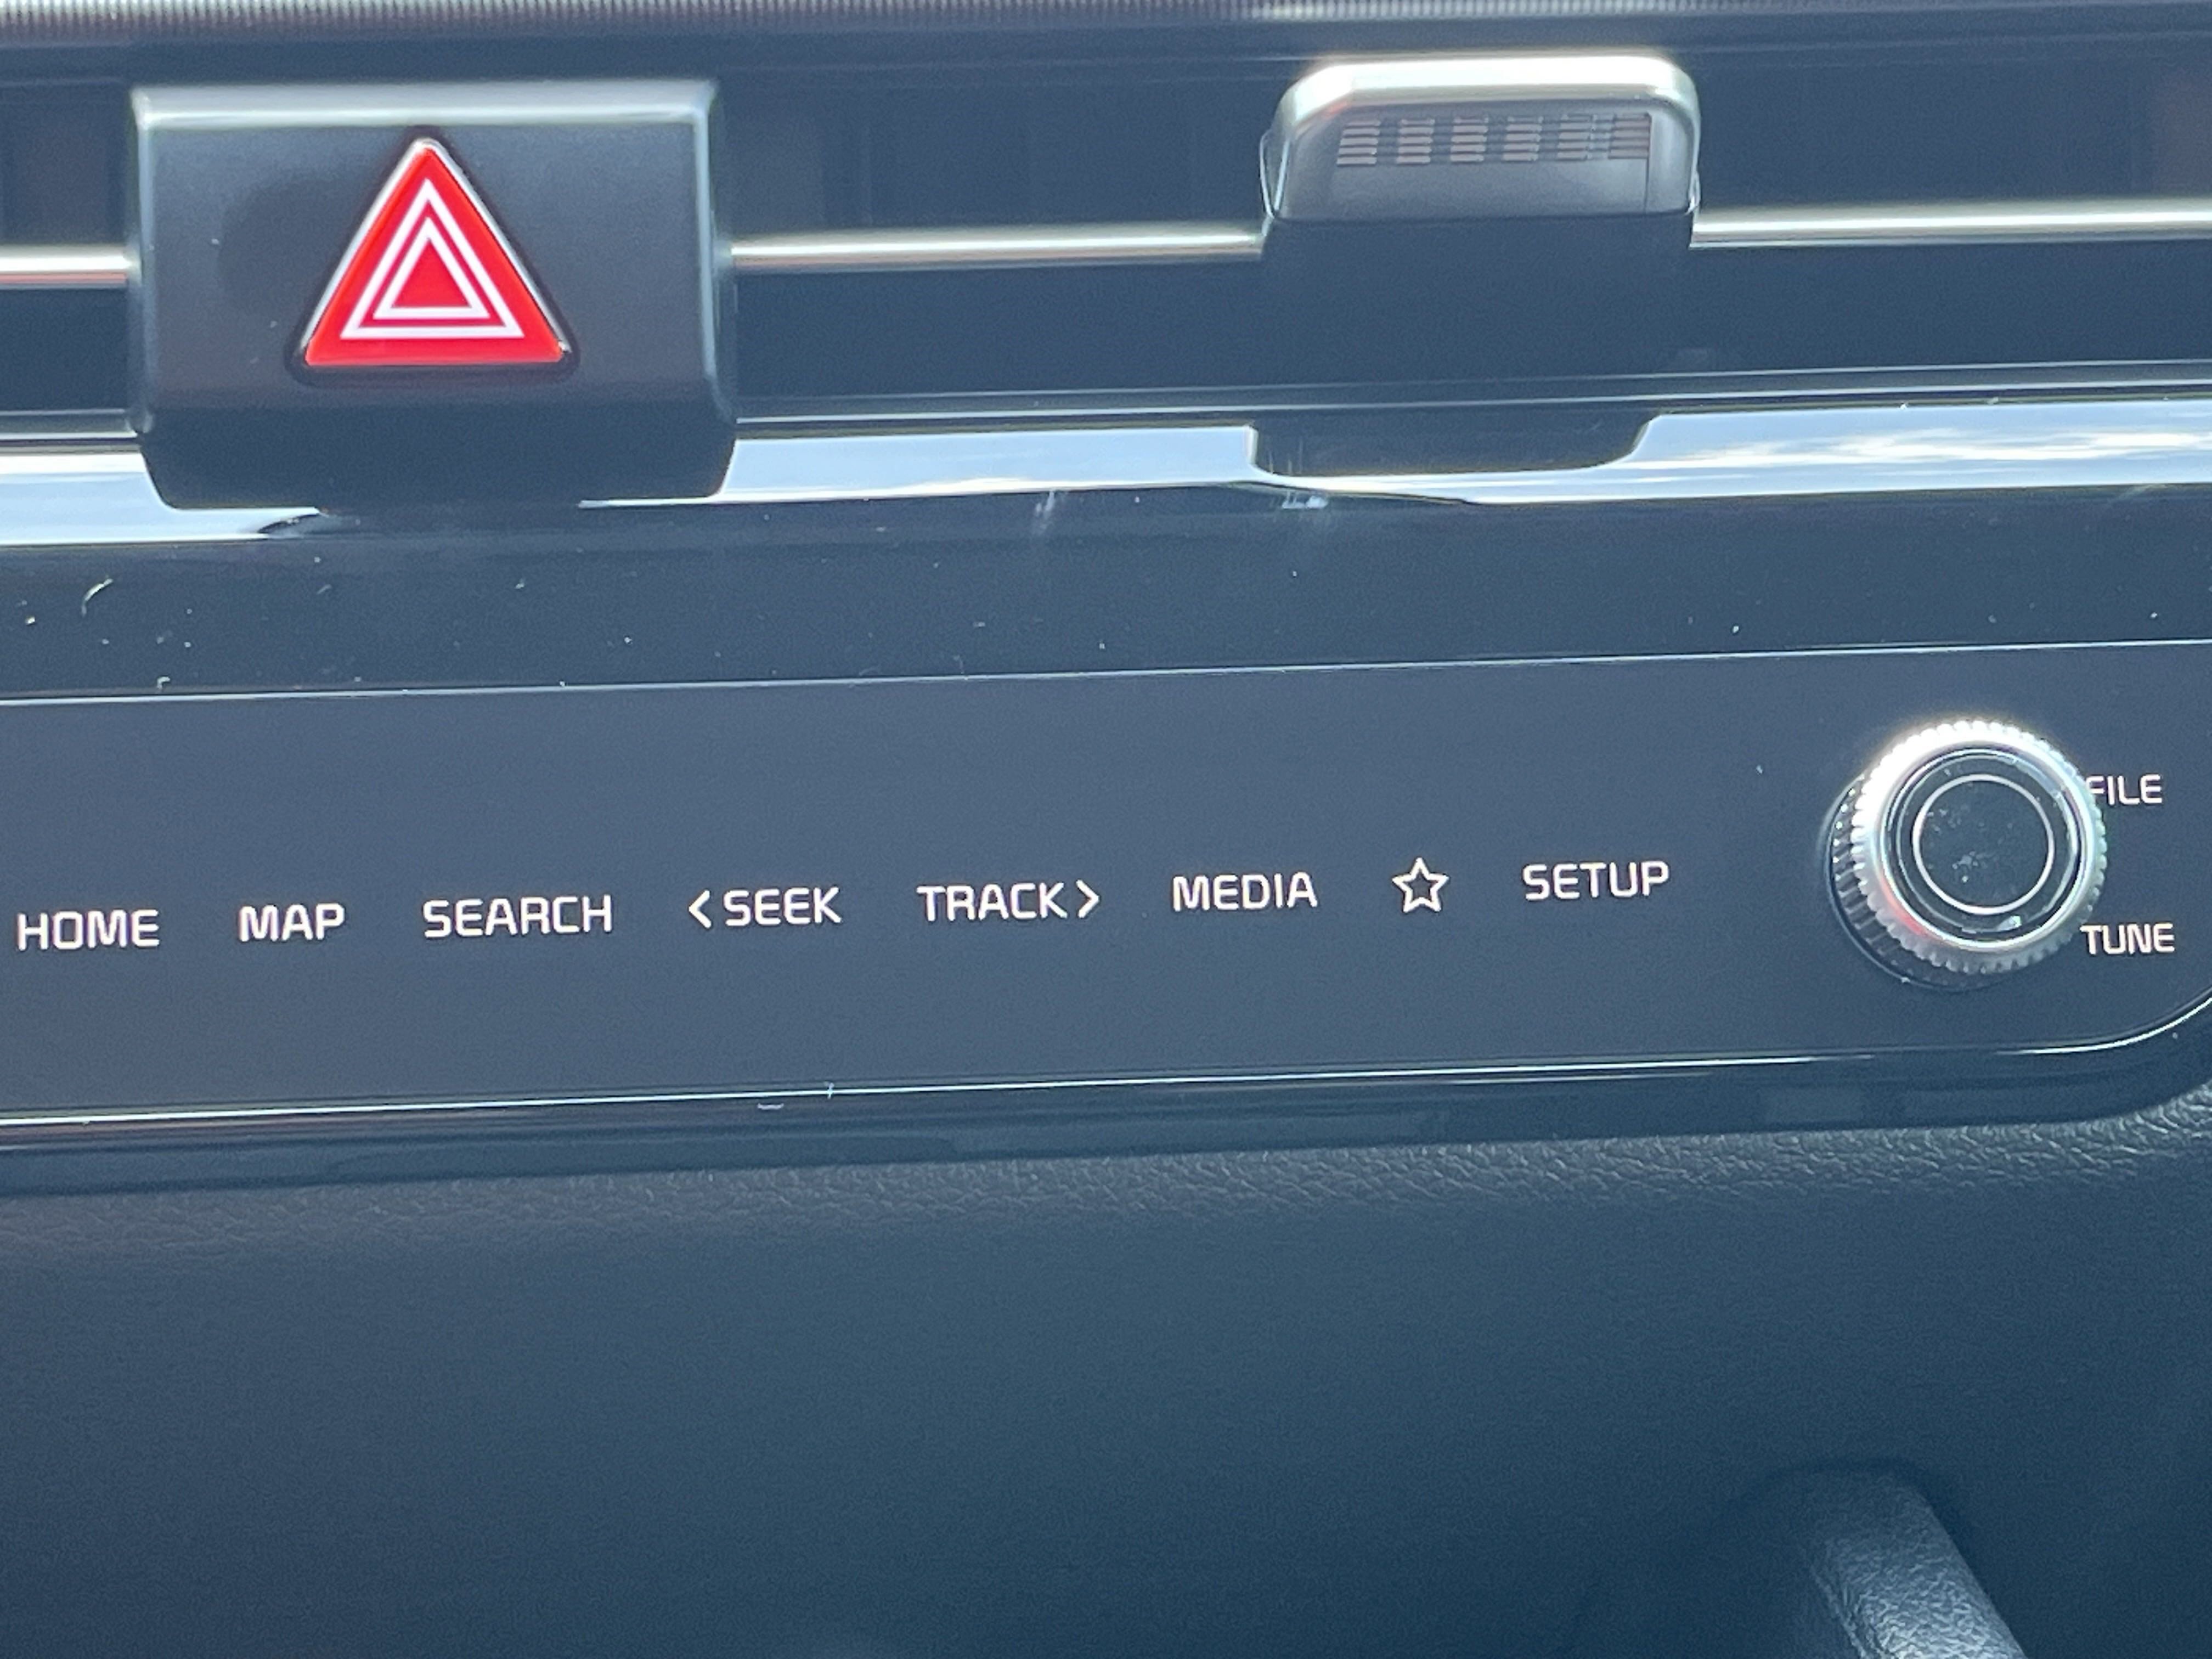 FILE
HOME MAP SEARCH <SEEK TRACK> MEDIA ☆ SETUP
TUNE